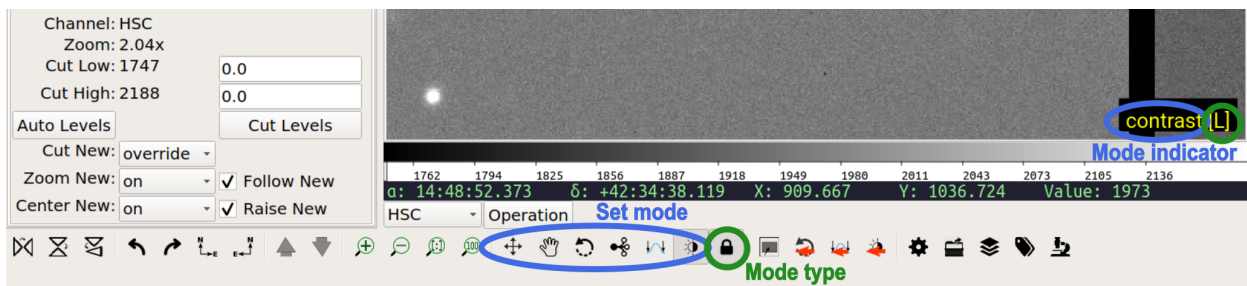 Channel: HSC
Zoom: 2.04x
Cut Low: 1747 0.0
Cut High: 2188 0.0
Auto Levels Cut Levels
Cut New: override
Zoom New: on Follow New
Center New: on Raise New
contrast [L]
Mode indicator
1762 1794 1825 1856 1887 1918 1949 1980 2011 2043 2073 2105 2136
α: 14:48:52.373 δ: +42:34:38.119 X: 909.667 Y: 1036.724 Value: 1973
HSC Operation Set mode
N E N E 1:1 100
Mode type